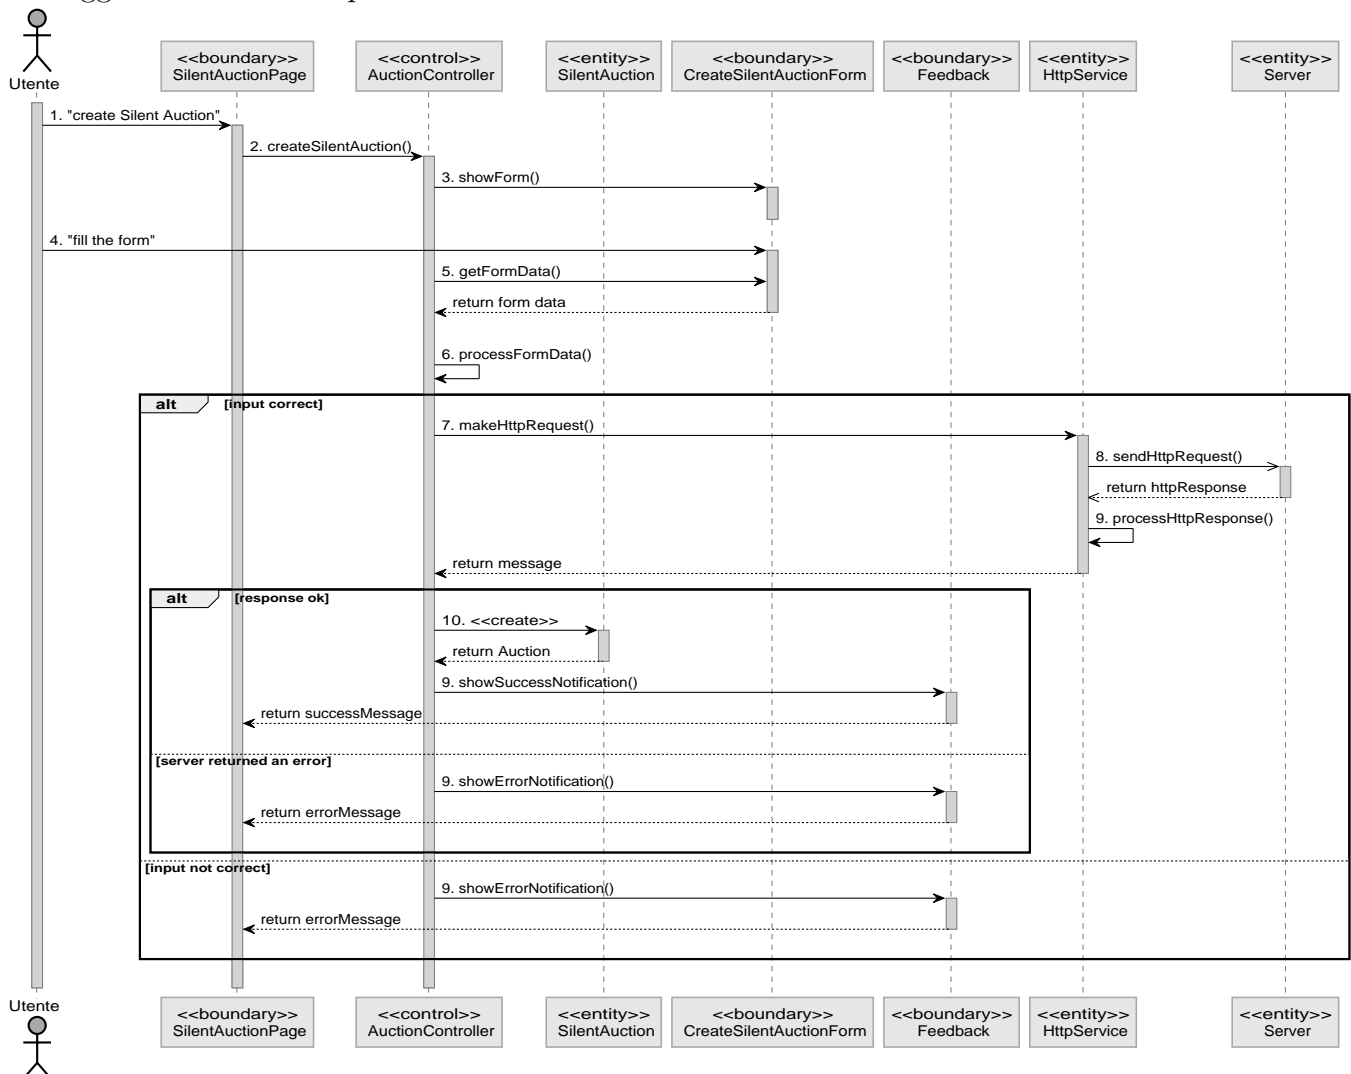 Utente
<<boundary>>
SilentAuctionPage
<<control>>
AuctionController
<<entity>>
SilentAuction
<<boundary>>
CreateSilentAuctionForm
<<boundary>>
Feedback
<<entity>>
HttpService
<<entity>>
Server
1. "create Silent Auction"
2. createSilentAuction()
3. showForm()
4. "fill the form"
5. getFormData()
return form data
6. processFormData()
alt [input correct]
7. makeHttpRequest()
8. sendHttpRequest()
return httpResponse
9. processHttpResponse()
return message
alt [response ok]
10. <<create>>
return Auction
9. showSuccessNotification()
return successMessage
[server returned an error]
9. showErrorNotification()
return errorMessage
[input not correct]
9. showErrorNotification()
return errorMessage
Utente
<<boundary>>
SilentAuctionPage
<<control>>
AuctionController
<<entity>>
SilentAuction
<<boundary>>
CreateSilentAuctionForm
<<boundary>>
Feedback
<<entity>>
HttpService
<<entity>>
Server